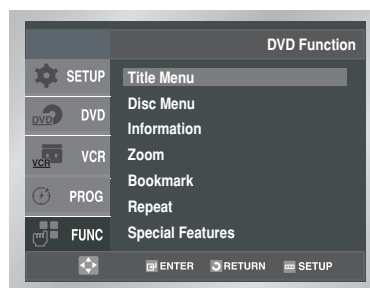 DVD Function
SETUP
Title Menu
DVD
DVD
Disc Menu
Information
VCR
VCR
Zoom
Bookmark
PROG
Repeat
FUNC
Special Features
ENTER RETURN SETUP